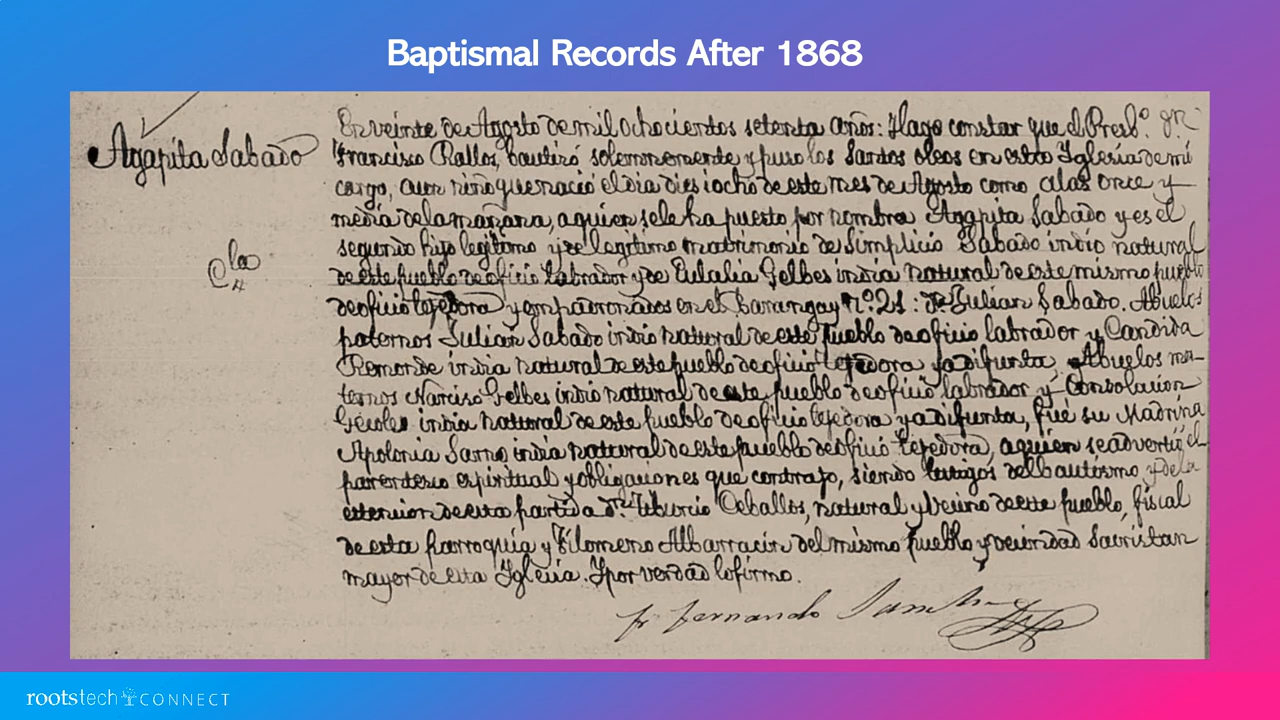 Baptismal Records After 1868
Agapita Sabado
En veinte de Agosto de mil ochocientos setenta años: Hago constar que el Presb.º Dn
Francisco Rallos, bautizó solemnemente y puso los Santos oleos en esta Iglesia de mi
cargo, a un niño que nació el dia dies i ocho de este mes de Agosto como a las once y
media de la mañana, a quien se le ha puesto por nombre Agapita Sabado y es el
segundo hijo legitimo y de legitimo matrimonio de Simplicio Sabado indio natural
de este pueblo de oficio labrador y de Eulalia Gelbes india natural de este mismo pueblo
de oficio tejedora y empadronados en el barangay n.º 21: de Julian Sabado. Abuelos
paternos Julian Sabado indio natural de este pueblo de oficio labrador y Candida
india natural de este pueblo de oficio tejedora ya difunta, Abuelos ma-
ternos Narciso Gelbes indio natural de este pueblo de oficio labrador y Consolacion
india natural de este pueblo de oficio tejedora ya difunta, fué su Madrina
Apolonia india natural de este pueblo de oficio tejedora, a quien se advertió el
parentesco espiritual y obligaciones que contrajo, siendo testigos del bautismo y de la
estension de esta partida Dn. Tiburcio Ceballos, natural y vecino de este pueblo, fiscal
de esta parroquia y Filomeno Albarracin del mismo pueblo y vecindad Sacristan
mayor de esta Iglesia. Y por verdad lo firmo.
fr Fernando
rootstech CONNECT